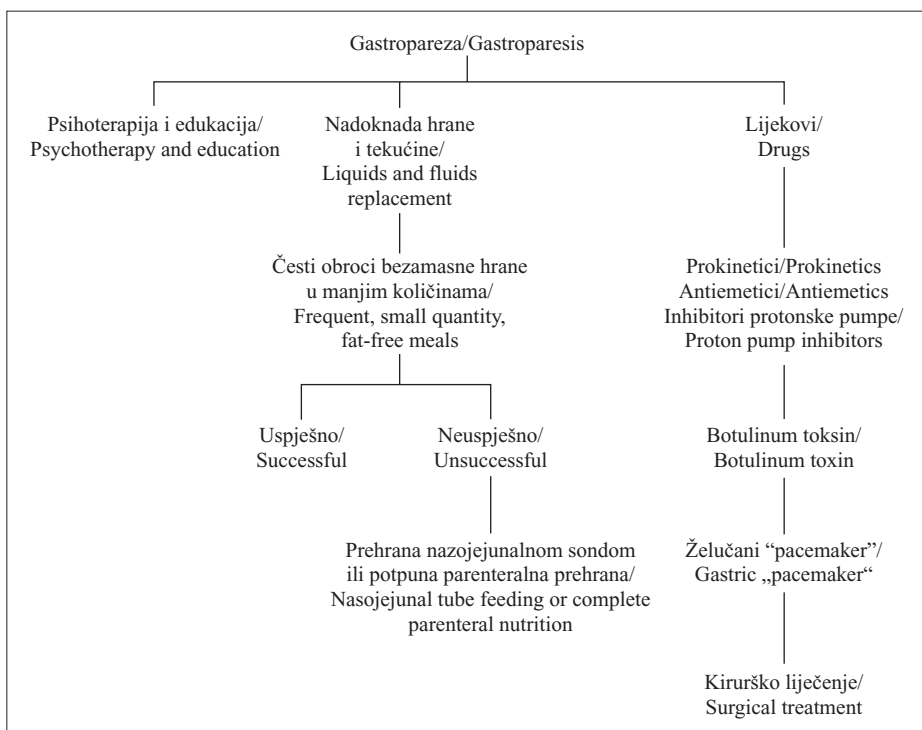 Gastropareza/Gastroparesis
Psihoterapija i edukacija/
Psychotherapy and education
Nadoknada hrane
i tekućine/
Liquids and fluids
replacement
Lijekovi/
Drugs
Česti obroci bezamasne hrane
u manjim količinama/
Frequent, small quantity,
fat-free meals
Prokinetici/Prokinetics
Antiemetici/Antiemetics
Inhibitori protonske pumpe/
Proton pump inhibitors
Uspješno/
Successful
Neuspješno/
Unsuccessful
Botulinum toksin/
Botulinum toxin
Prehrana nazojejunalnom sondom
ili potpuna parenteralna prehrana/
Nasojejunal tube feeding or complete
parenteral nutrition
Želučani “pacemaker”/
Gastric „pacemaker“
Kirurško liječenje/
Surgical treatment